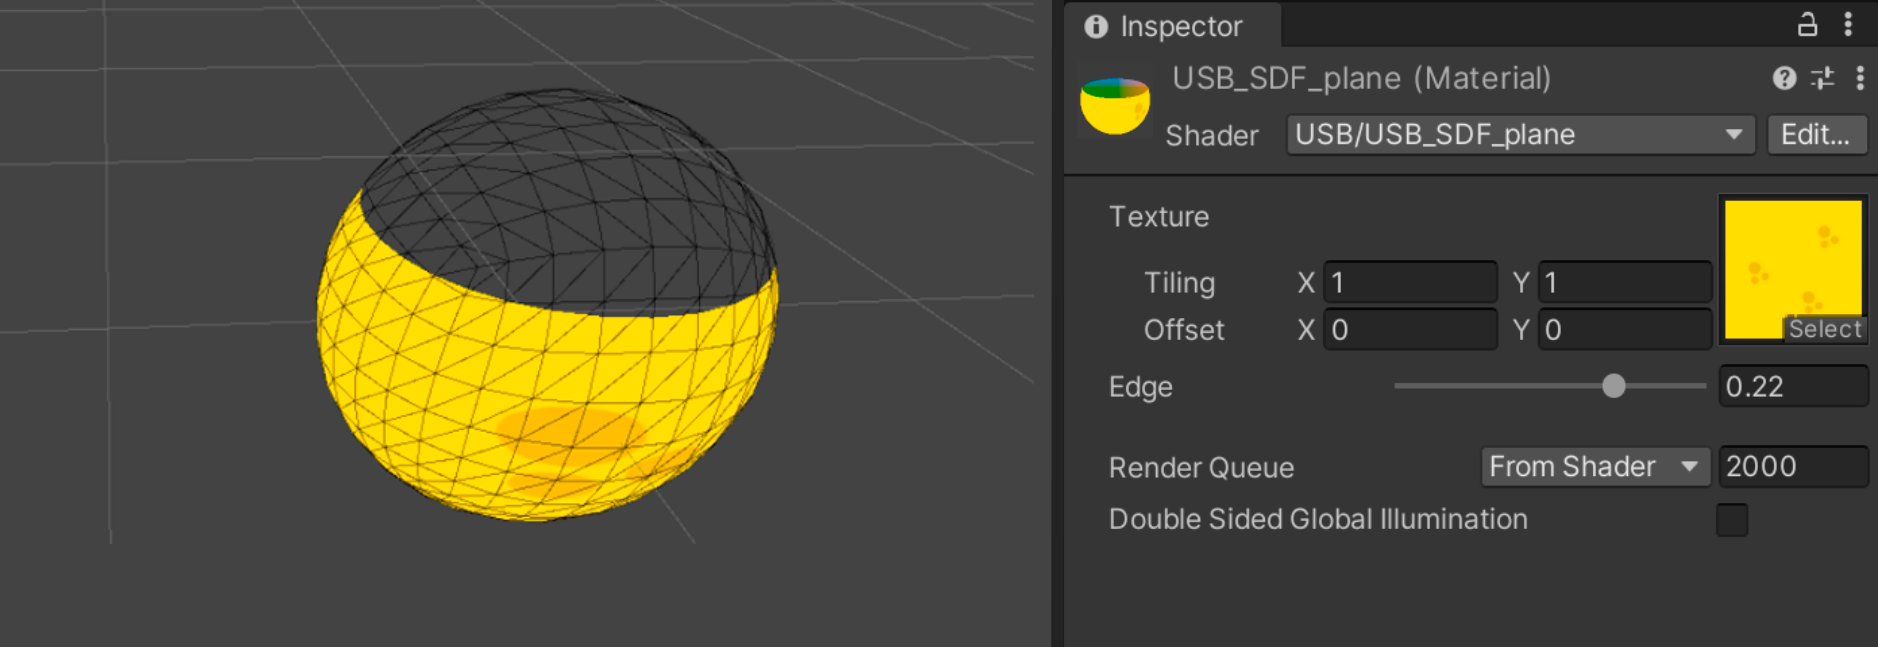 Inspector
USB_SDF_plane (Material)
Shader USB/USB_SDF_plane Edit...
Texture
Tiling X 1 Y 1
Offset X 0 Y 0
Select
Edge 0.22
Render Queue From Shader 2000
Double Sided Global Illumination